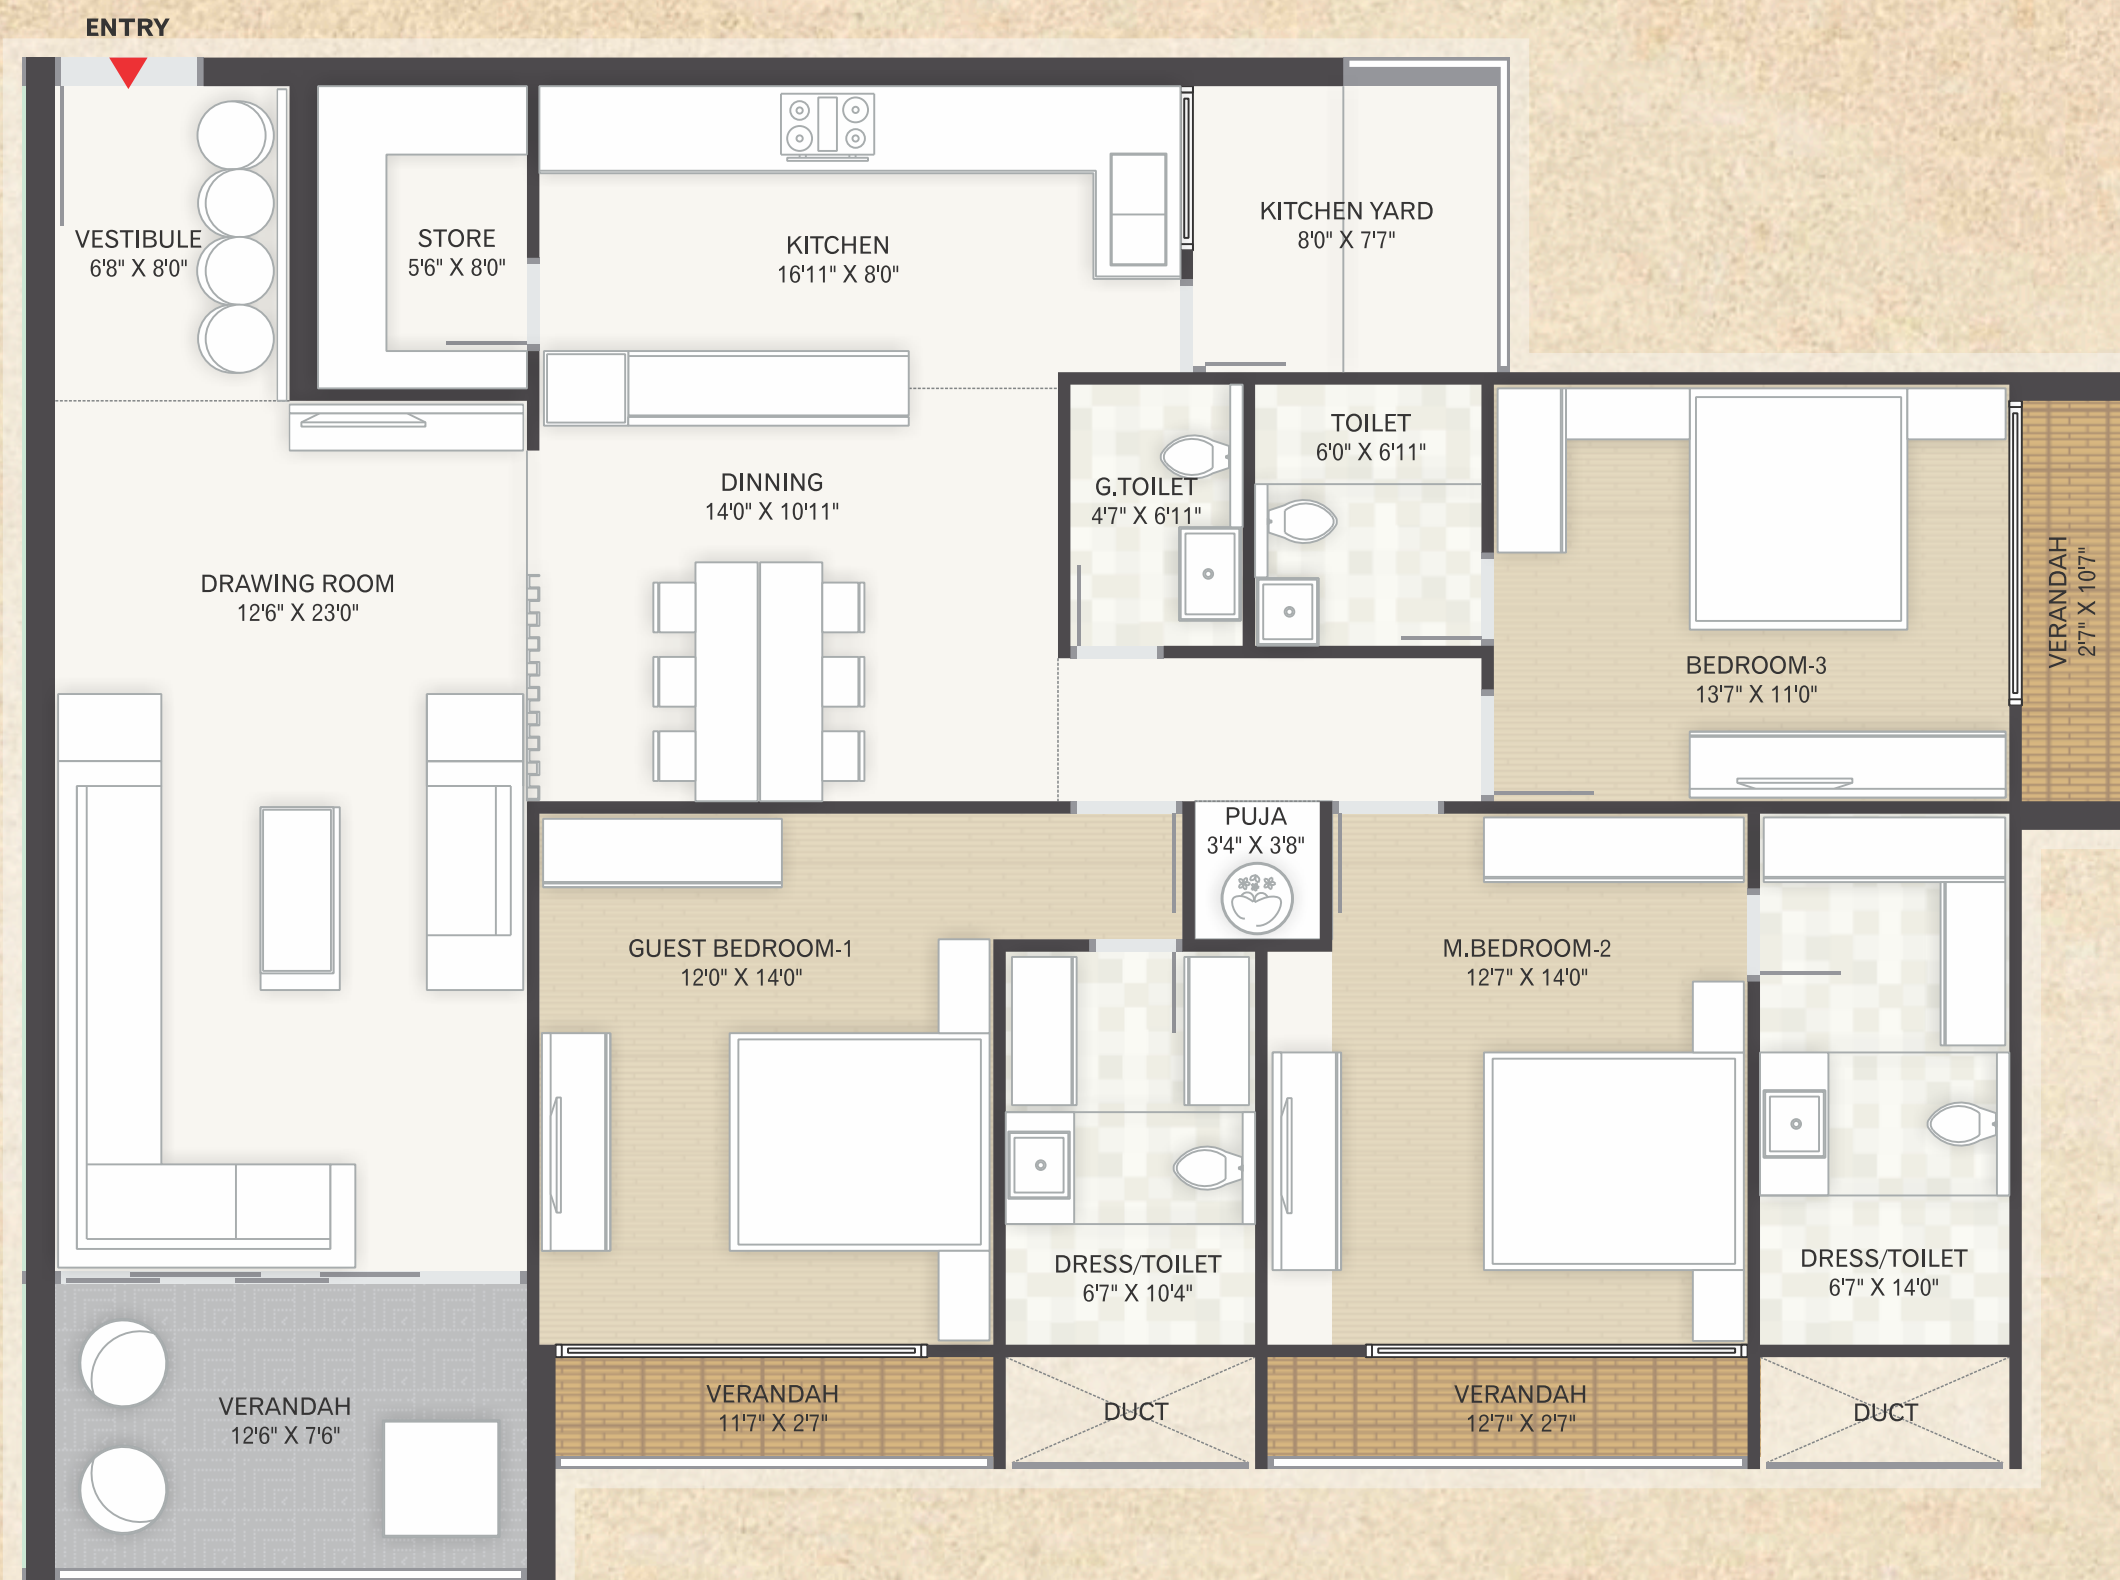 ENTRY
VESTIBULE
6'8" X 8'0"
STORE
5'6" X 8'0"
KITCHEN
16'11" X 8'0"
KITCHEN YARD
8'0" X 7'7"
DRAWING ROOM
12'6" X 23'0"
DINNING
14'0" X 10'11"
G.TOILET
4'7" X 6'11"
TOILET
6'0" X 6'11"
BEDROOM-3
13'7" X 11'0"
VERANDAH
2'7" X 10'7"
PUJA
3'4" X 3'8"
GUEST BEDROOM-1
12'0" X 14'0"
M.BEDROOM-2
12'7" X 14'0"
DRESS/TOILET
6'7" X 10'4"
DRESS/TOILET
6'7" X 14'0"
VERANDAH
12'6" X 7'6"
VERANDAH
11'7" X 2'7"
DUCT
VERANDAH
12'7" X 2'7"
DUCT